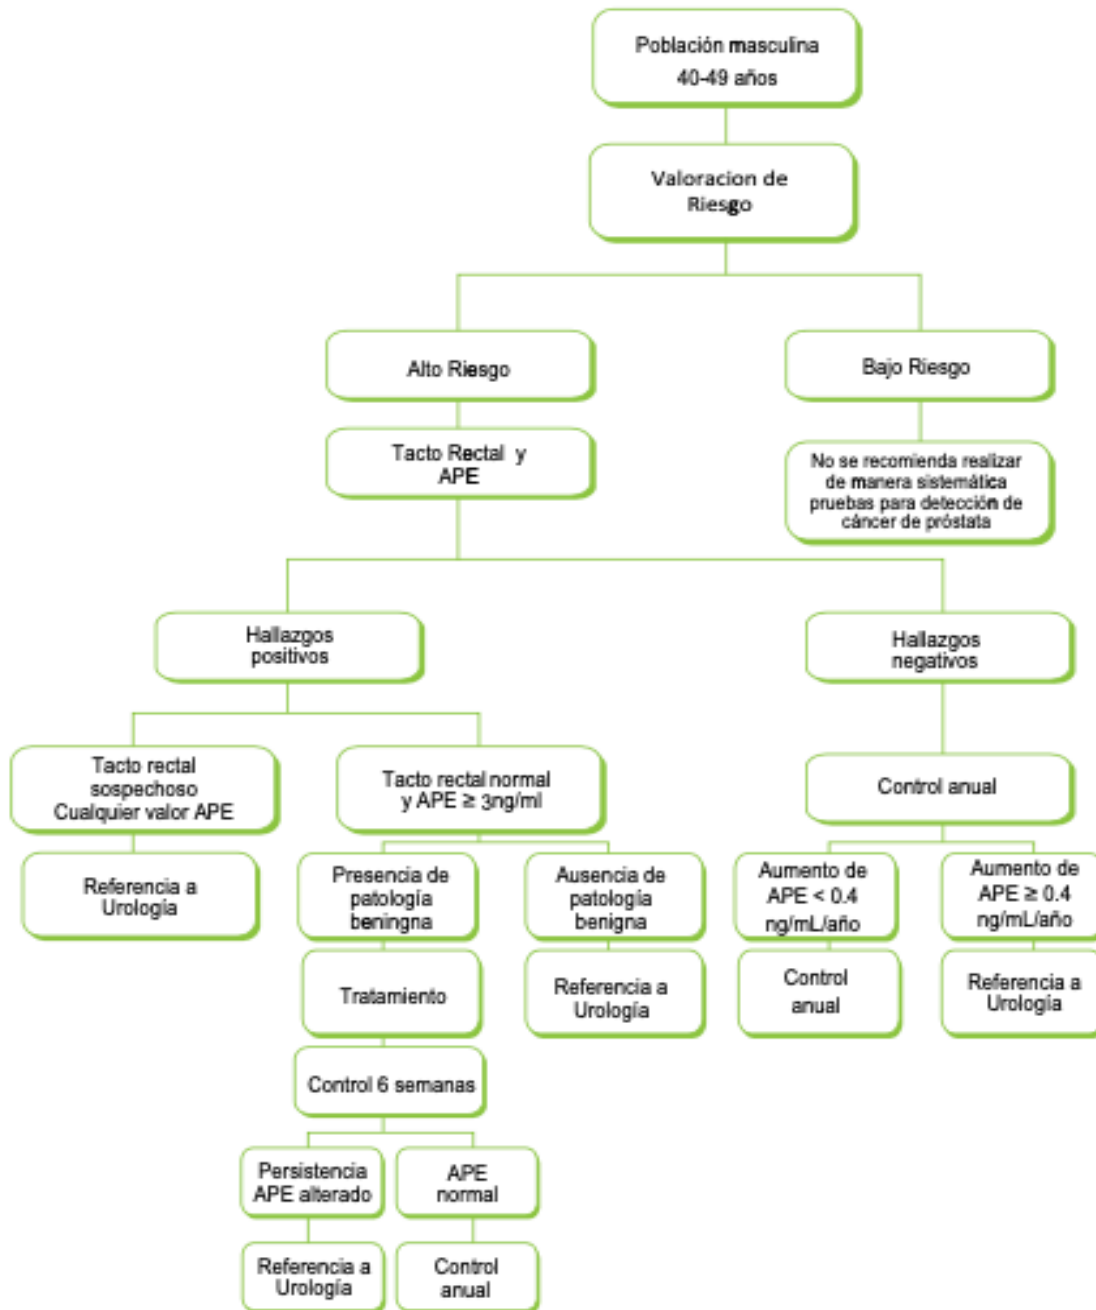 Población masculina
40-49 años
Valoracion de
Riesgo
Alto Riesgo
Bajo Riesgo
Tacto Rectal y
APE
No se recomienda realizar
de manera sistemática
pruebas para detección de
cáncer de próstata
Hallazgos
positivos
Hallazgos
negativos
Tacto rectal
sospechoso
Cualquier valor APE
Tacto rectal normal
y APE ≥ 3ng/ml
Control anual
Referencia a
Urología
Presencia de
patología
beningna
Ausencia de
patología
benigna
Aumento de
APE < 0.4
ng/mL/año
Aumento de
APE ≥ 0.4
ng/mL/año
Tratamiento
Referencia a
Urología
Control
anual
Referencia a
Urología
Control 6 semanas
Persistencia
APE alterado
APE
normal
Referencia a
Urología
Control
anual